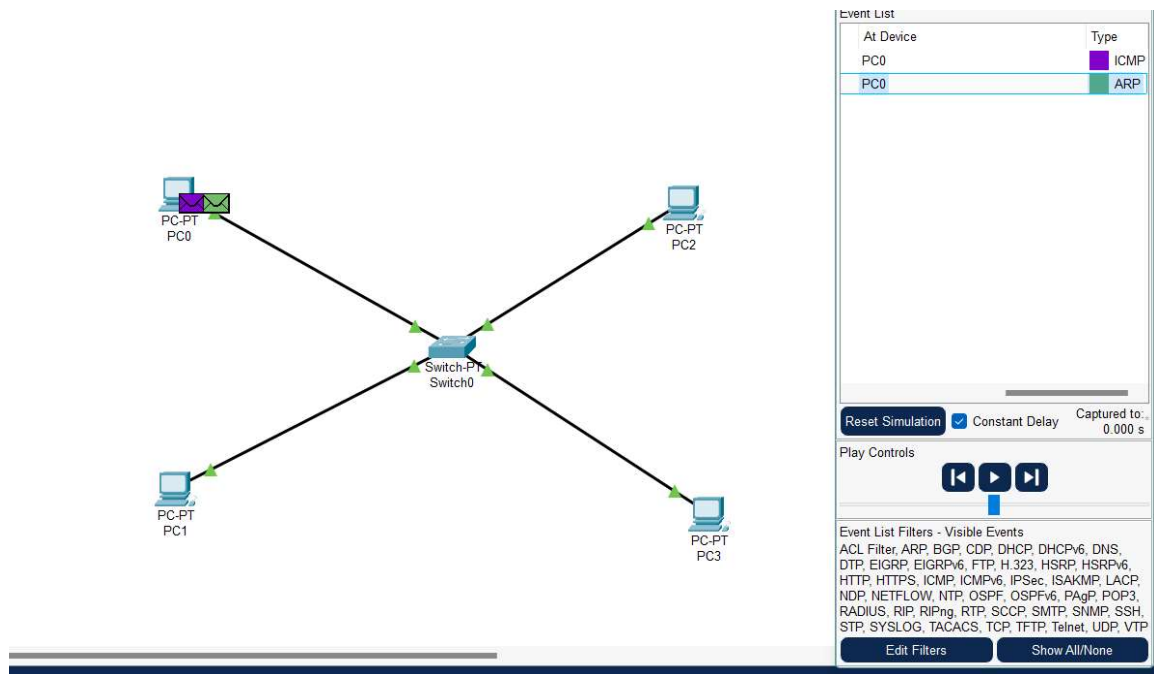 PC-PT
PC0
PC-PT
PC2
Switch-PT
Switch0
PC-PT
PC1
PC-PT
PC3
Event List
At Device Type
PC0 ICMP
PC0 ARP
Reset Simulation Constant Delay Captured to:
0.000 s
Play Controls
Event List Filters - Visible Events
ACL Filter, ARP, BGP, CDP, DHCP, DHCPv6, DNS,
DTP, EIGRP, EIGRPv6, FTP, H.323, HSRP, HSRPv6,
HTTP, HTTPS, ICMP, ICMPv6, IPSec, ISAKMP, LACP,
NDP, NETFLOW, NTP, OSPF, OSPFv6, PAgP, POP3,
RADIUS, RIP, RIPng, RTP, SCCP, SMTP, SNMP, SSH,
STP, SYSLOG, TACACS, TCP, TFTP, Telnet, UDP, VTP
Edit Filters Show All/None